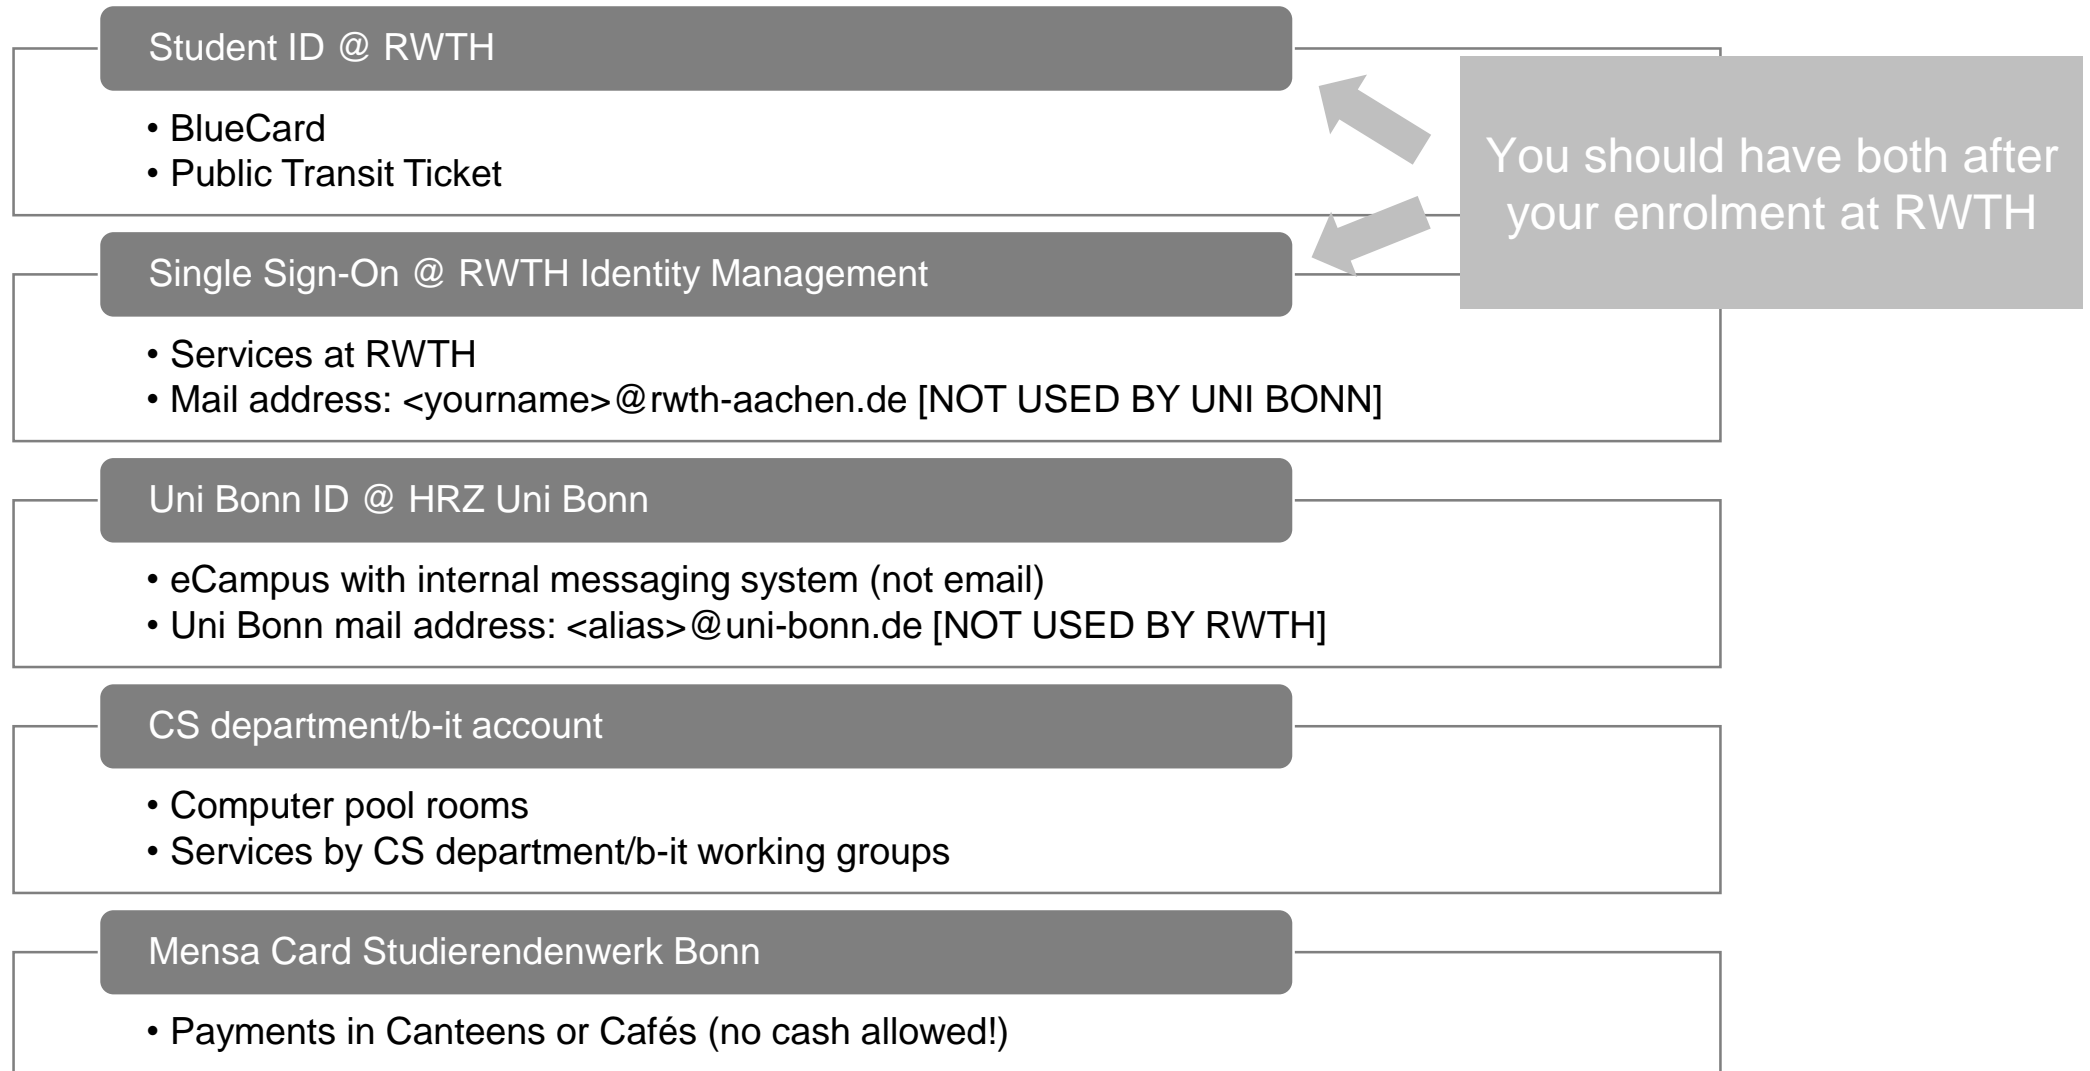 Student ID @ RWTH
• BlueCard
• Public Transit Ticket
You should have both after
your enrolment at RWTH
Single Sign-On @ RWTH Identity Management
• Services at RWTH
• Mail address: <yourname>@rwth-aachen.de [NOT USED BY UNI BONN]
Uni Bonn ID @ HRZ Uni Bonn
• eCampus with internal messaging system (not email)
• Uni Bonn mail address: <alias>@uni-bonn.de [NOT USED BY RWTH]
CS department/b-it account
• Computer pool rooms
• Services by CS department/b-it working groups
Mensa Card Studierendenwerk Bonn
• Payments in Canteens or Cafés (no cash allowed!)